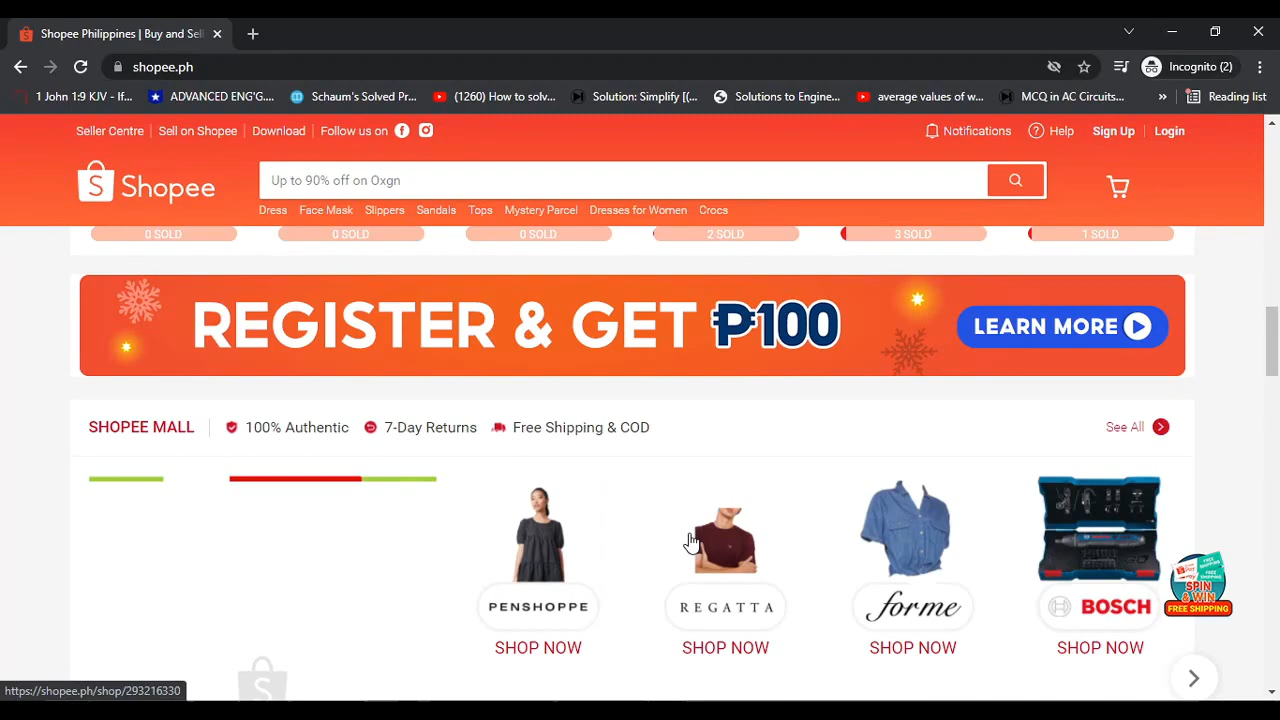 Shopee Philippines | Buy and Sell
shopee.ph
Incognito (2)
1 John 1:9 KJV - If...
ADVANCED ENG'G....
Schaum's Solved Pr...
(1260) How to solv...
Solution: Simplify [(...
Solutions to Engine...
average values of w...
MCQ in AC Circuits...
»
Reading list
Seller Centre | Sell on Shopee | Download | Follow us on
Notifications
Help
Sign Up | Login
Shopee
Up to 90% off on Oxgn
Dress Face Mask Slippers Sandals Tops Mystery Parcel Dresses for Women Crocs
0 SOLD 0 SOLD 0 SOLD 2 SOLD 3 SOLD 1 SOLD
REGISTER & GET ₱100
LEARN MORE
SHOPEE MALL
100% Authentic
7-Day Returns
Free Shipping & COD
See All
PENSHOPPE
REGATTA
forme
BOSCH
SHOP NOW SHOP NOW SHOP NOW SHOP NOW
FREE SHIPPING
FREE SHIPPING
SPIN & WIN
FREE SHIPPING
https://shopee.ph/shop/293216330